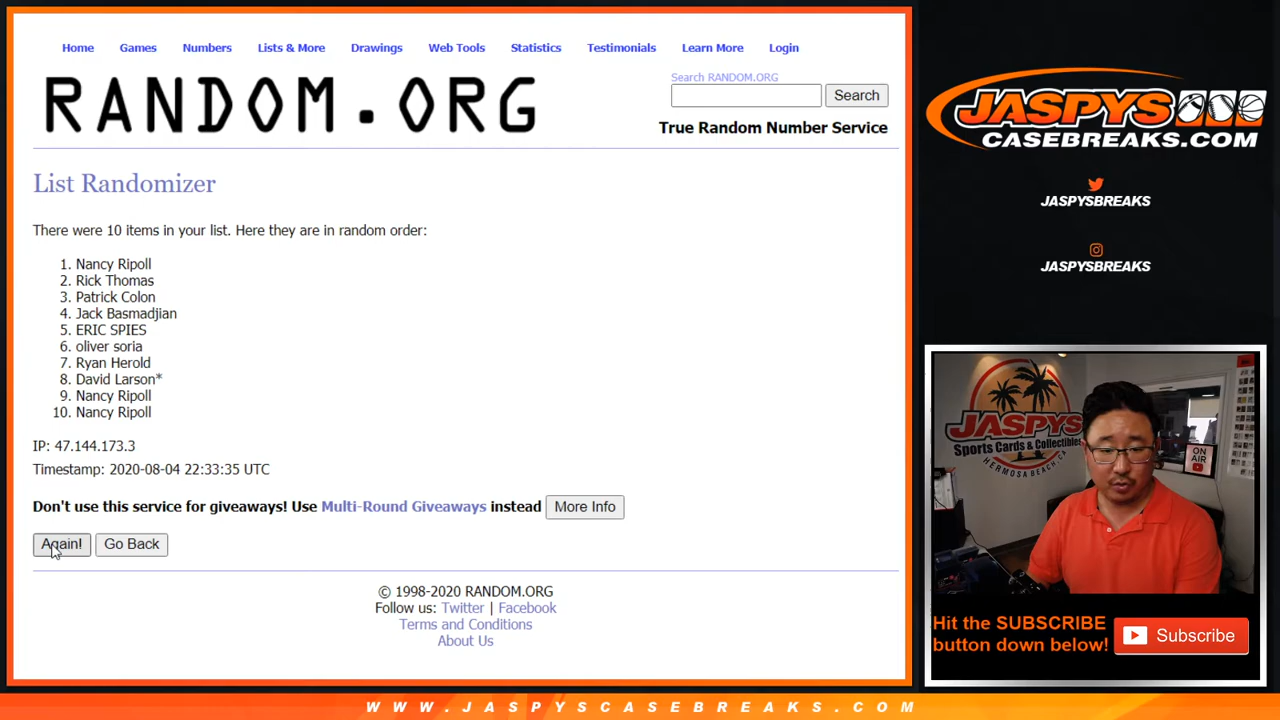 Home Games Numbers Lists & More Drawings Web Tools Statistics Testimonials Learn More Login
RANDOM.ORG
Search RANDOM.ORG
Search
True Random Number Service
List Randomizer
There were 10 items in your list. Here they are in random order:
1. Nancy Ripoll
2. Rick Thomas
3. Patrick Colon
4. Jack Basmadjian
5. ERIC SPIES
6. oliver soria
7. Ryan Herold
8. David Larson*
9. Nancy Ripoll
10. Nancy Ripoll
IP: 47.144.173.3
Timestamp: 2020-08-04 22:33:35 UTC
Don't use this service for giveaways! Use Multi-Round Giveaways instead More Info
Again! Go Back
© 1998-2020 RANDOM.ORG
Follow us: Twitter | Facebook
Terms and Conditions
About Us
JASPYS
CASEBREAKS.COM
JASPYSBREAKS
JASPYSBREAKS
JASPYS
Sports Cards & Collectibles
HERMOSA BEACH, CA
ON
AIR
Hit the SUBSCRIBE
button down below!
Subscribe
WWW.JASPYSCASEBREAKS.COM